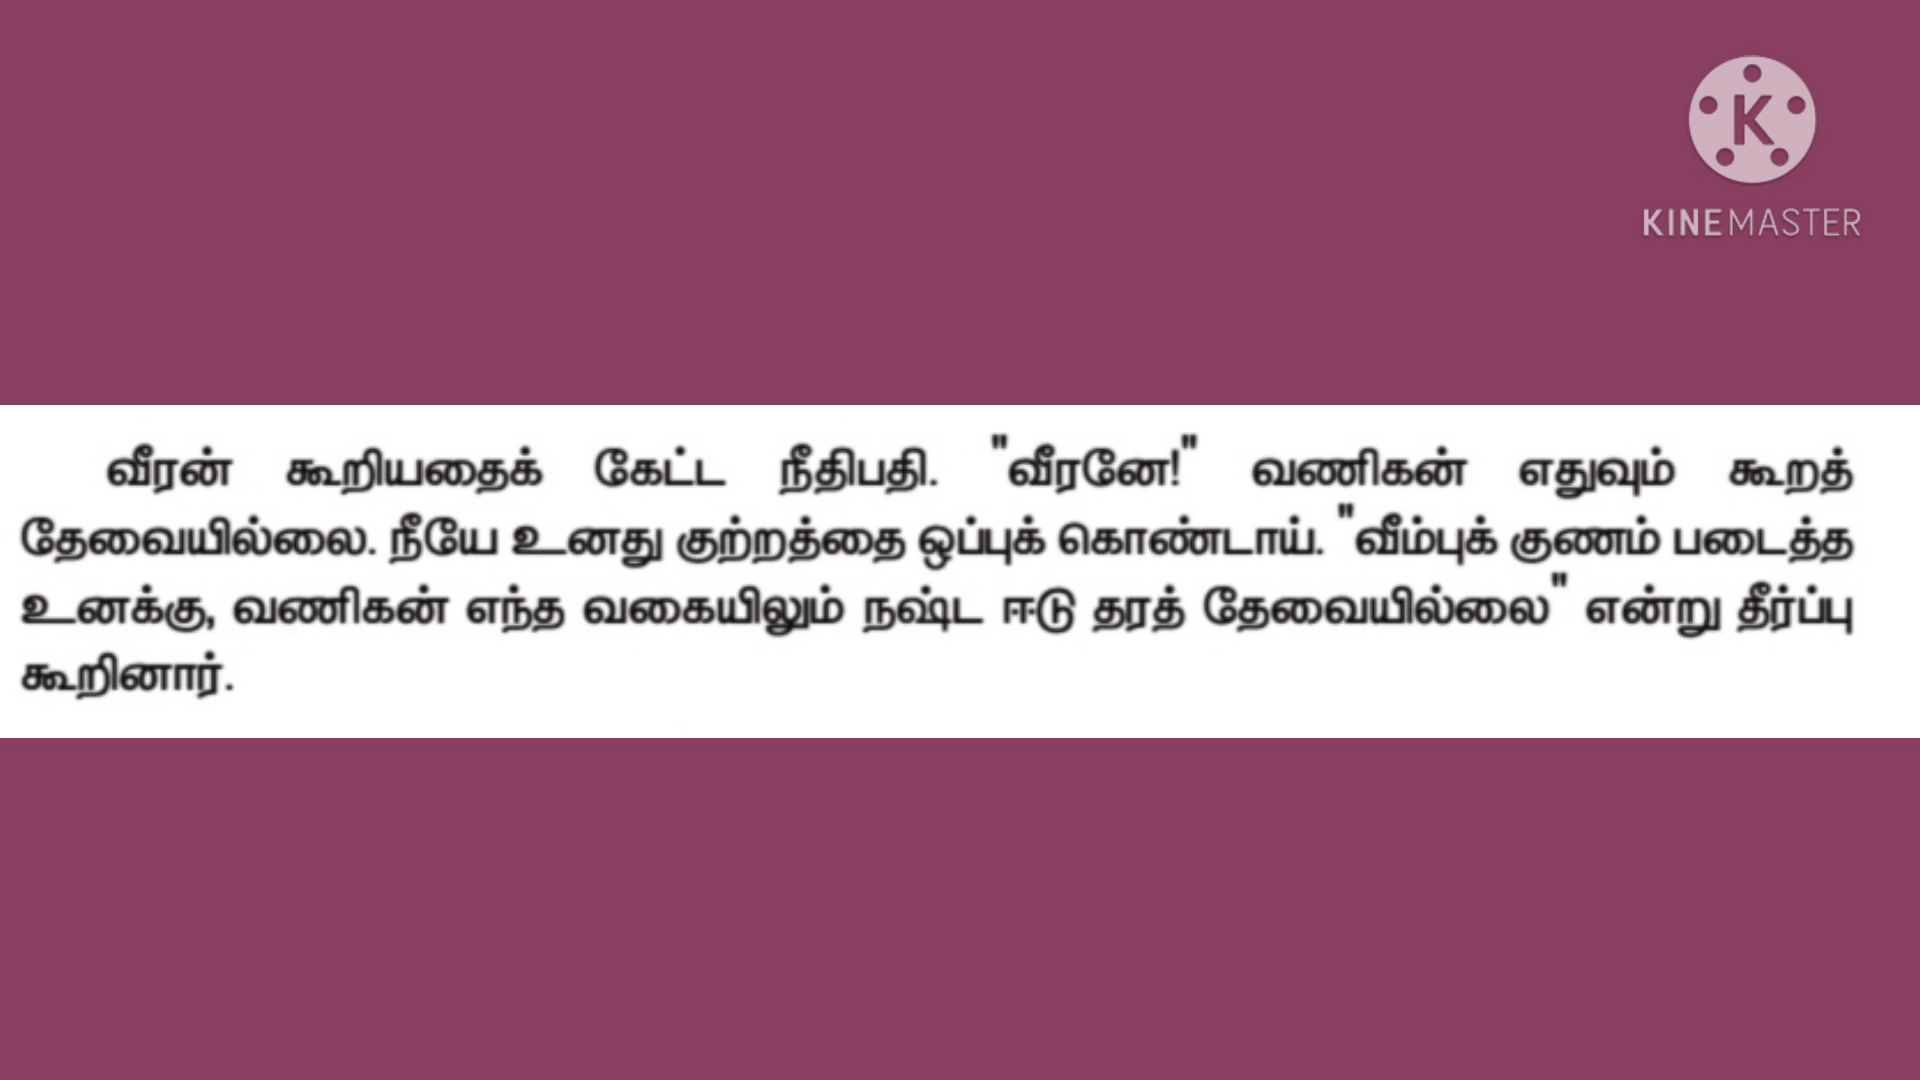 KINEMASTER
வீரன் கூறியதைக் கேட்ட நீதிபதி. "வீரனே!" வணிகன் எதுவும் கூறத்
தேவையில்லை. நீயே உனது குற்றத்தை ஒப்புக் கொண்டாய். "வீம்புக் குணம் படைத்த
உனக்கு, வணிகன் எந்த வகையிலும் நஷ்ட ஈடு தரத் தேவையில்லை" என்று தீர்ப்பு
கூறினார்.